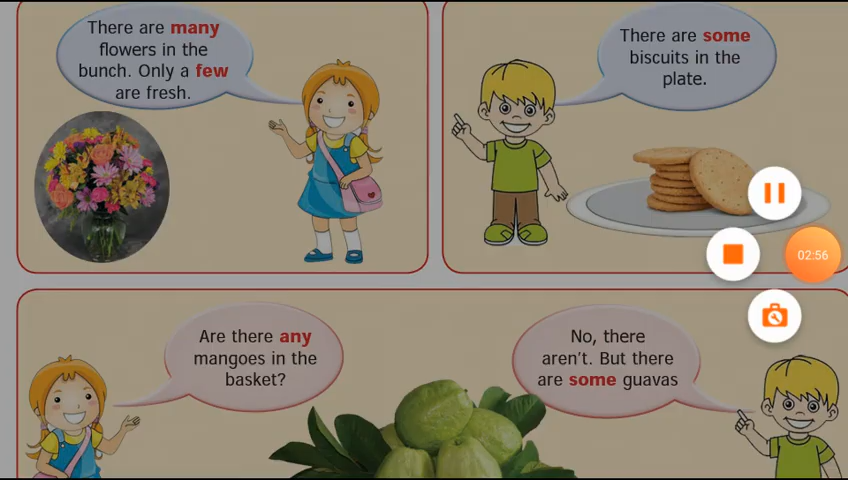 There are many
flowers in the
bunch. Only a few
are fresh.
There are some
biscuits in the
plate.
02:56
Are there any
mangoes in the
basket?
No, there
aren't. But there
are some guavas